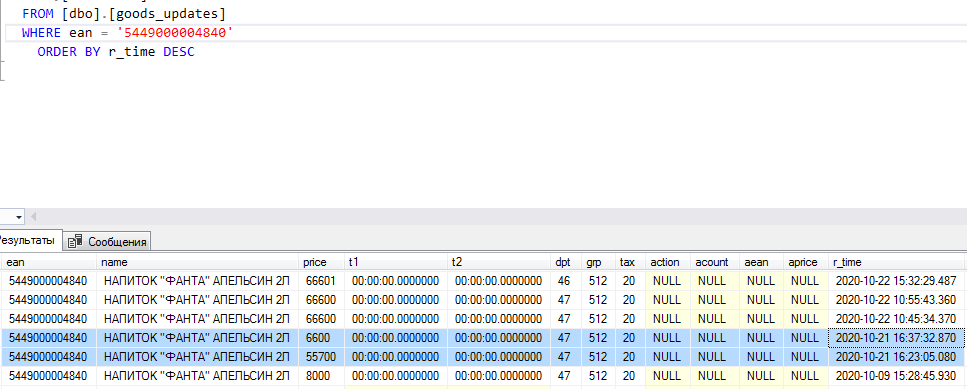 FROM [dbo].[goods_updates]
WHERE ean = '5449000004840'
ORDER BY r_time DESC
Результаты Сообщения
ean name price t1 t2 dpt grp tax action acount aean aprice r_time
5449000004840 НАПИТОК "ФАНТА" АПЕЛЬСИН 2П 66601 00:00:00.0000000 00:00:00.0000000 46 512 20 NULL NULL NULL NULL 2020-10-22 15:32:29.487
5449000004840 НАПИТОК "ФАНТА" АПЕЛЬСИН 2П 66600 00:00:00.0000000 00:00:00.0000000 47 512 20 NULL NULL NULL NULL 2020-10-22 10:55:43.360
5449000004840 НАПИТОК "ФАНТА" АПЕЛЬСИН 2П 66600 00:00:00.0000000 00:00:00.0000000 47 512 20 NULL NULL NULL NULL 2020-10-22 10:45:34.370
5449000004840 НАПИТОК "ФАНТА" АПЕЛЬСИН 2П 6600 00:00:00.0000000 00:00:00.0000000 47 512 20 NULL NULL NULL NULL 2020-10-21 16:37:32.870
5449000004840 НАПИТОК "ФАНТА" АПЕЛЬСИН 2П 55700 00:00:00.0000000 00:00:00.0000000 47 512 20 NULL NULL NULL NULL 2020-10-21 16:23:05.080
5449000004840 НАПИТОК "ФАНТА" АПЕЛЬСИН 2П 8000 00:00:00.0000000 00:00:00.0000000 47 512 20 NULL NULL NULL NULL 2020-10-09 15:28:45.930